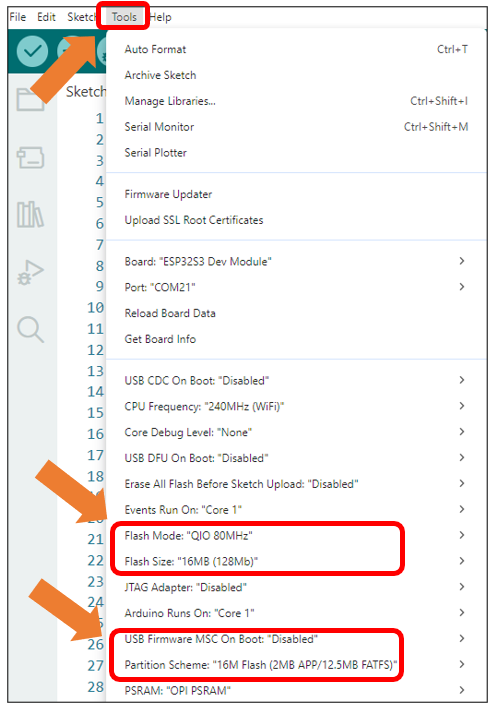 File Edit Sketch Tools Help
Auto Format Ctrl+T
Archive Sketch
Manage Libraries... Ctrl+Shift+I
Serial Monitor Ctrl+Shift+M
Serial Plotter
Firmware Updater
Upload SSL Root Certificates
Board: "ESP32S3 Dev Module"
Port: "COM21"
Reload Board Data
Get Board Info
USB CDC On Boot: "Disabled"
CPU Frequency: "240MHz (WiFi)"
Core Debug Level: "None"
USB DFU On Boot: "Disabled"
Erase All Flash Before Sketch Upload: "Disabled"
Events Run On: "Core 1"
Flash Mode: "QIO 80MHz"
Flash Size: "16MB (128Mb)"
JTAG Adapter: "Disabled"
Arduino Runs On: "Core 1"
USB Firmware MSC On Boot: "Disabled"
Partition Scheme: "16M Flash (2MB APP/12.5MB FATFS)"
PSRAM: "OPI PSRAM"
Sketch
1
2
3
4
5
6
7
8
9
10
11
12
13
14
15
16
17
18
20
21
22
23
24
25
26
27
28